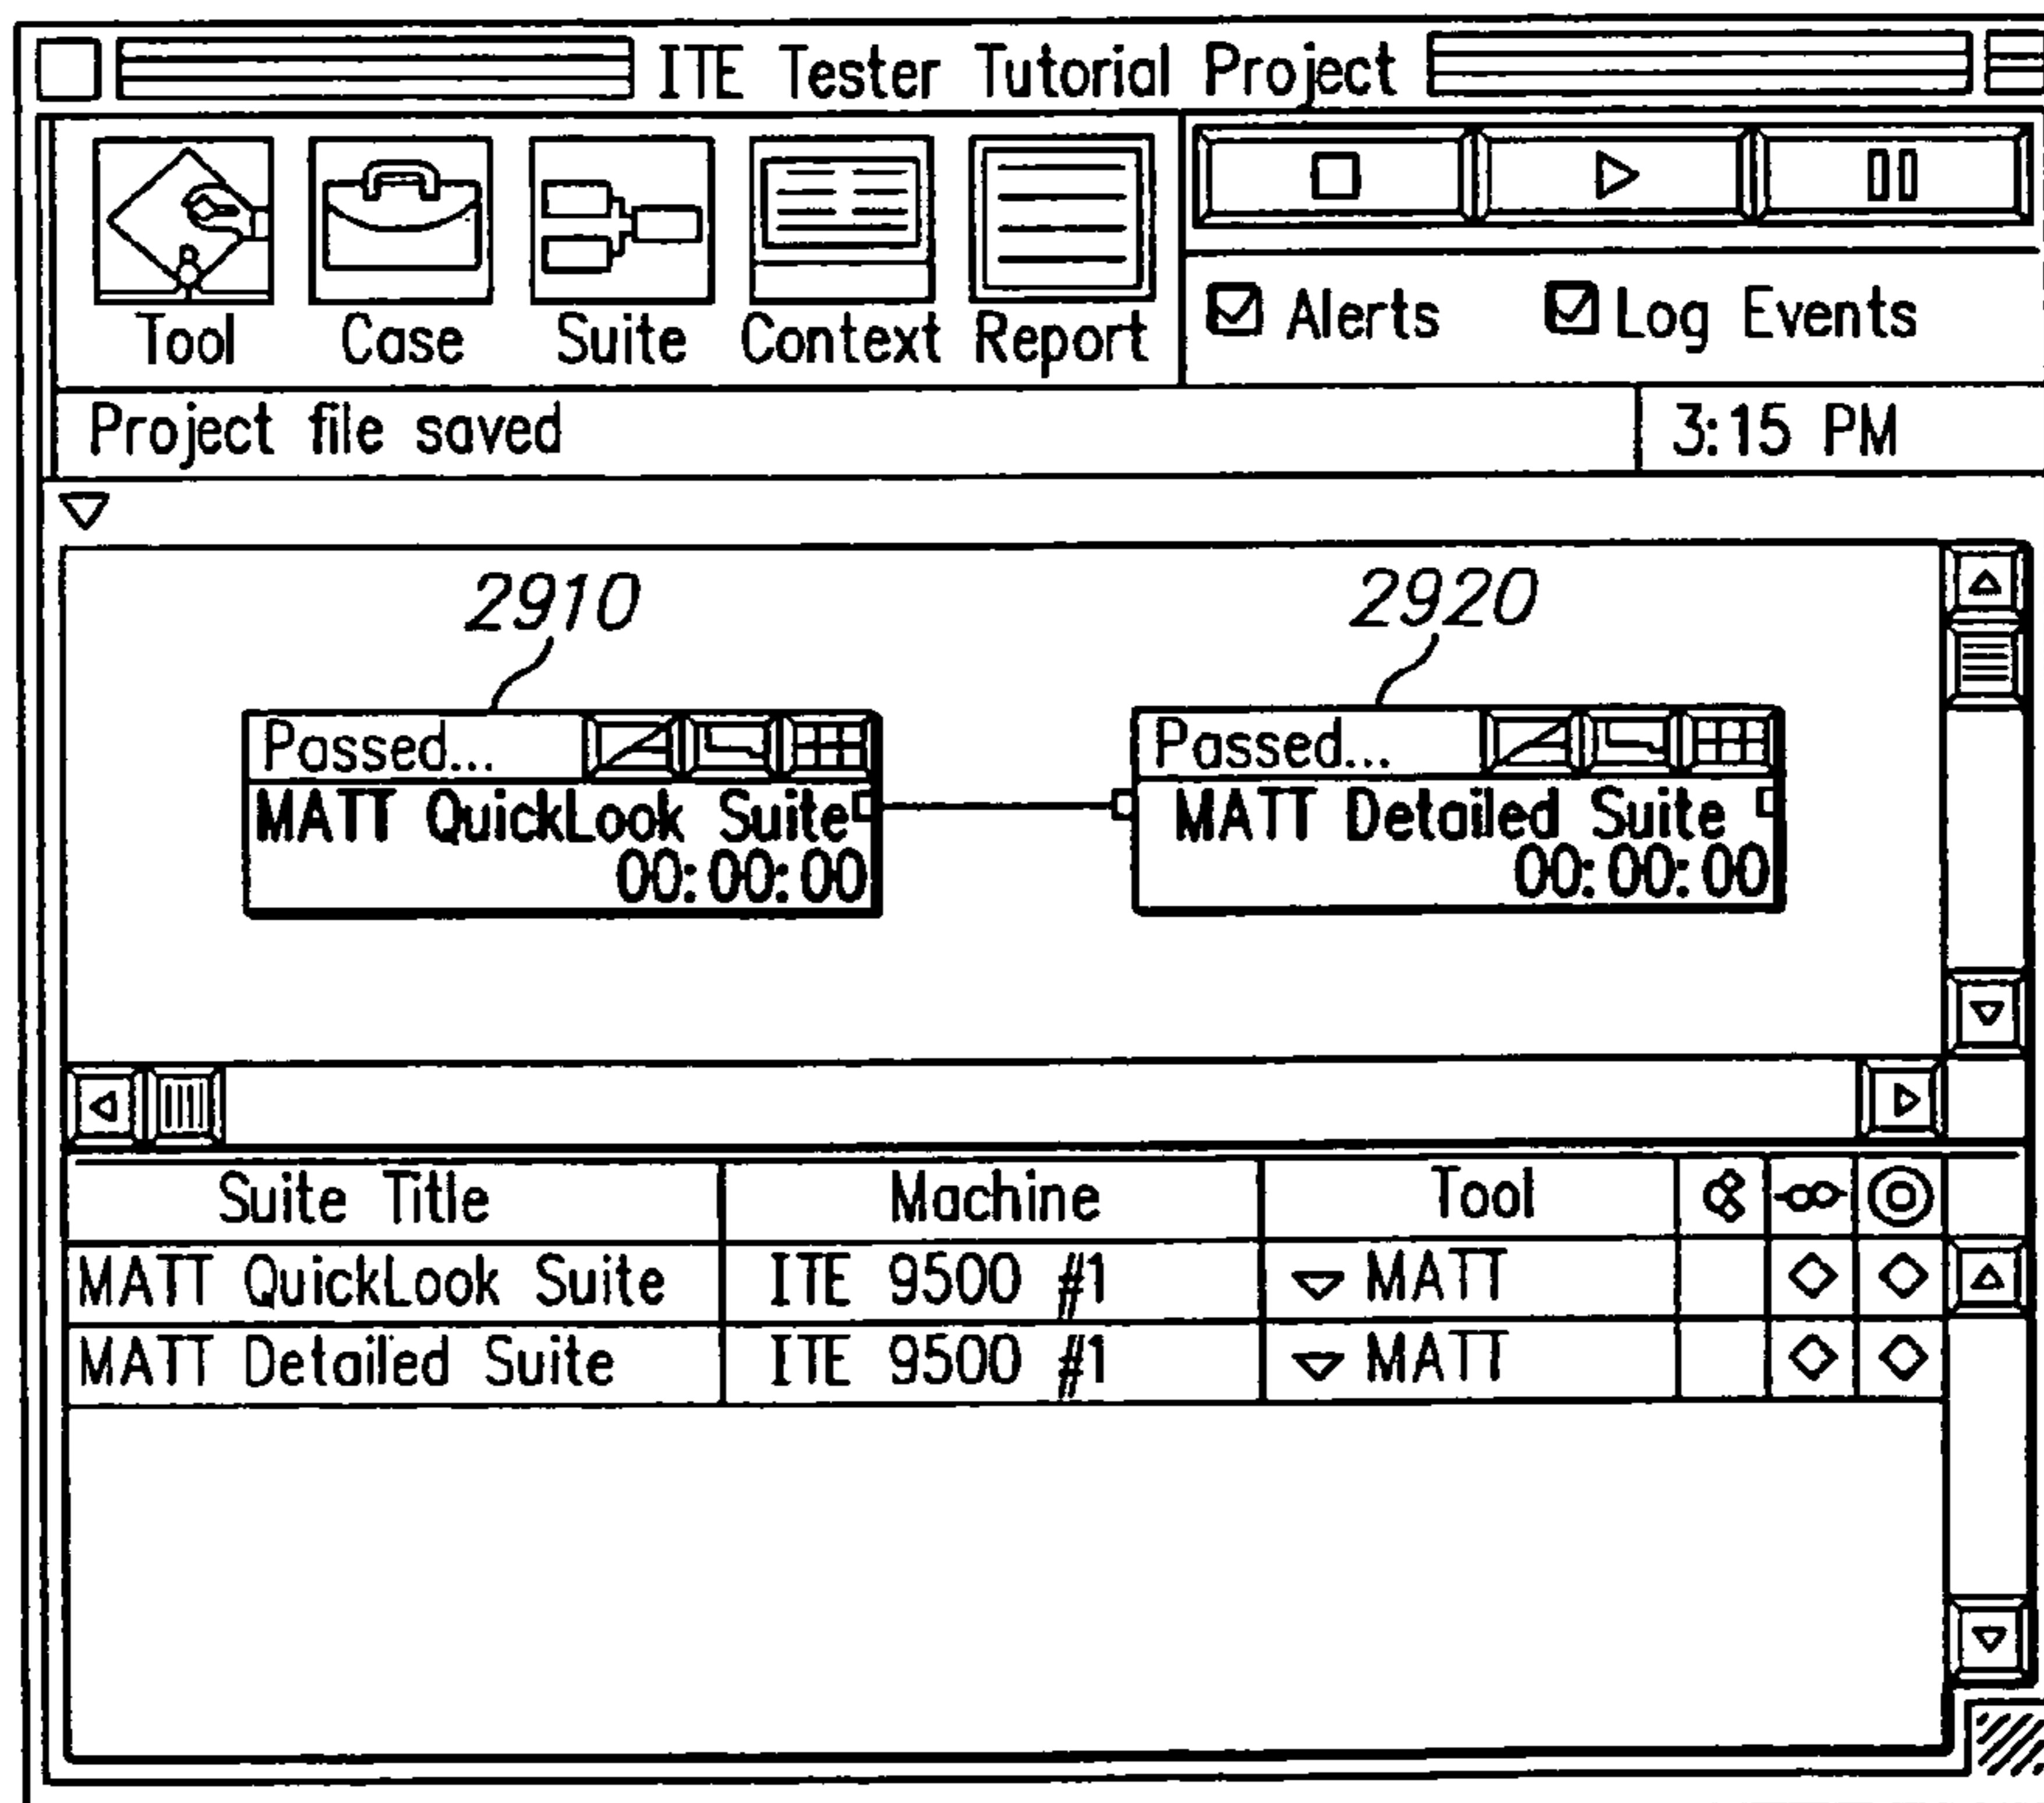 ITE Tester Tutorial Project
Tool Case Suite Context Report
Alerts Log Events
Project file saved 3:15 PM
2910 2920
Passed... Passed...
MATT QuickLook Suite MATT Detailed Suite
00:00:00 00:00:00
Suite Title Machine Tool
MATT QuickLook Suite ITE 9500 #1 MATT
MATT Detailed Suite ITE 9500 #1 MATT